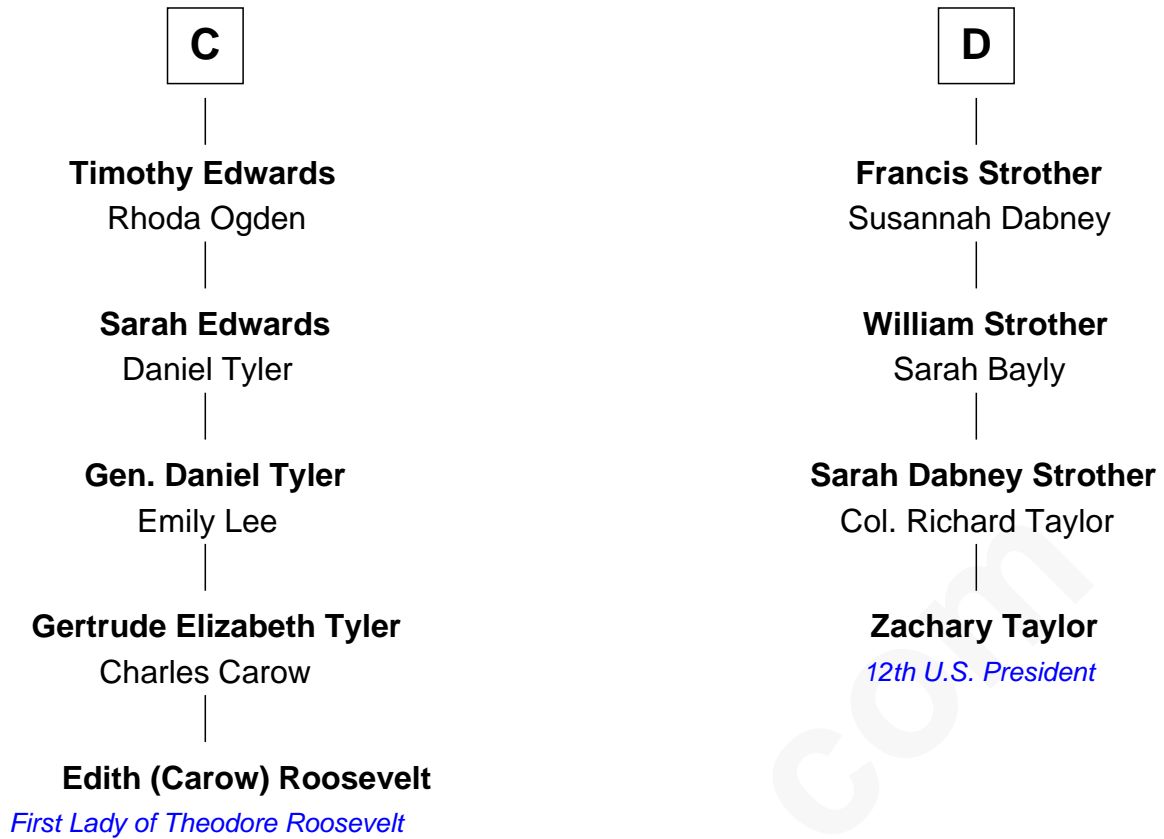 C
Timothy Edwards
Rhoda Ogden
Sarah Edwards
Daniel Tyler
Gen. Daniel Tyler
Emily Lee
Gertrude Elizabeth Tyler
Charles Carow
Edith (Carow) Roosevelt
First Lady of Theodore Roosevelt
D
Francis Strother
Susannah Dabney
William Strother
Sarah Bayly
Sarah Dabney Strother
Col. Richard Taylor
Zachary Taylor
12th U.S. President
com